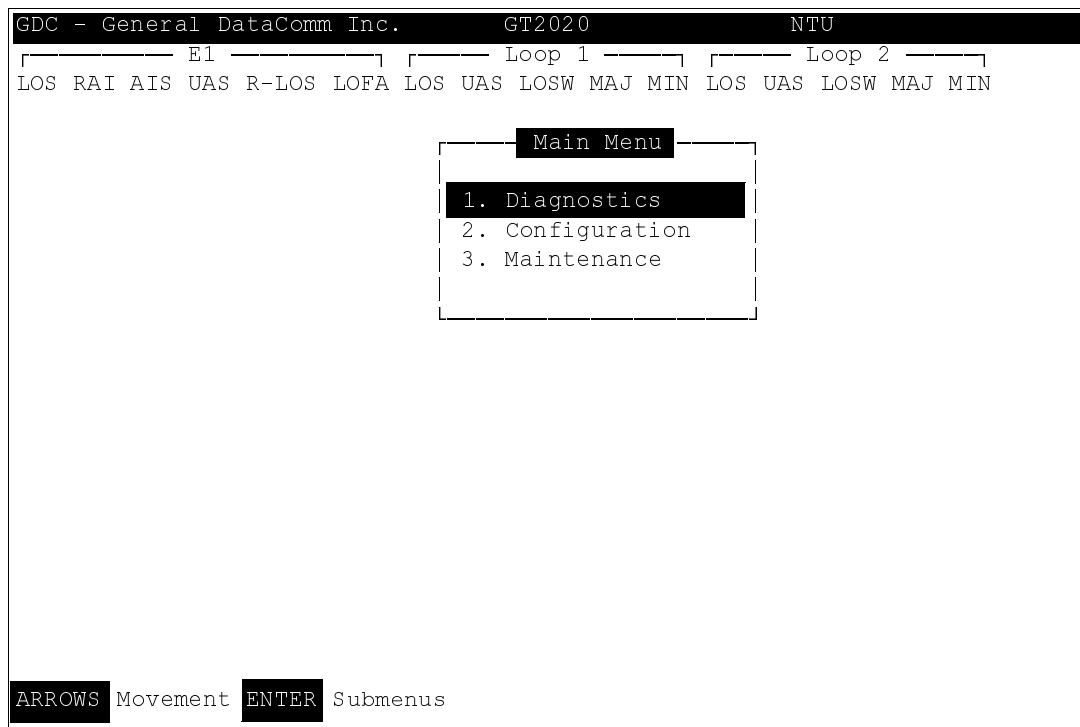 GDC - General DataComm Inc. GT2020 NTU
E1 Loop 1 Loop 2
LOS RAI AIS UAS R-LOS LOFA LOS UAS LOSW MAJ MIN LOS UAS LOSW MAJ MIN
Main Menu
1. Diagnostics
2. Configuration
3. Maintenance
ARROWS Movement ENTER Submenus